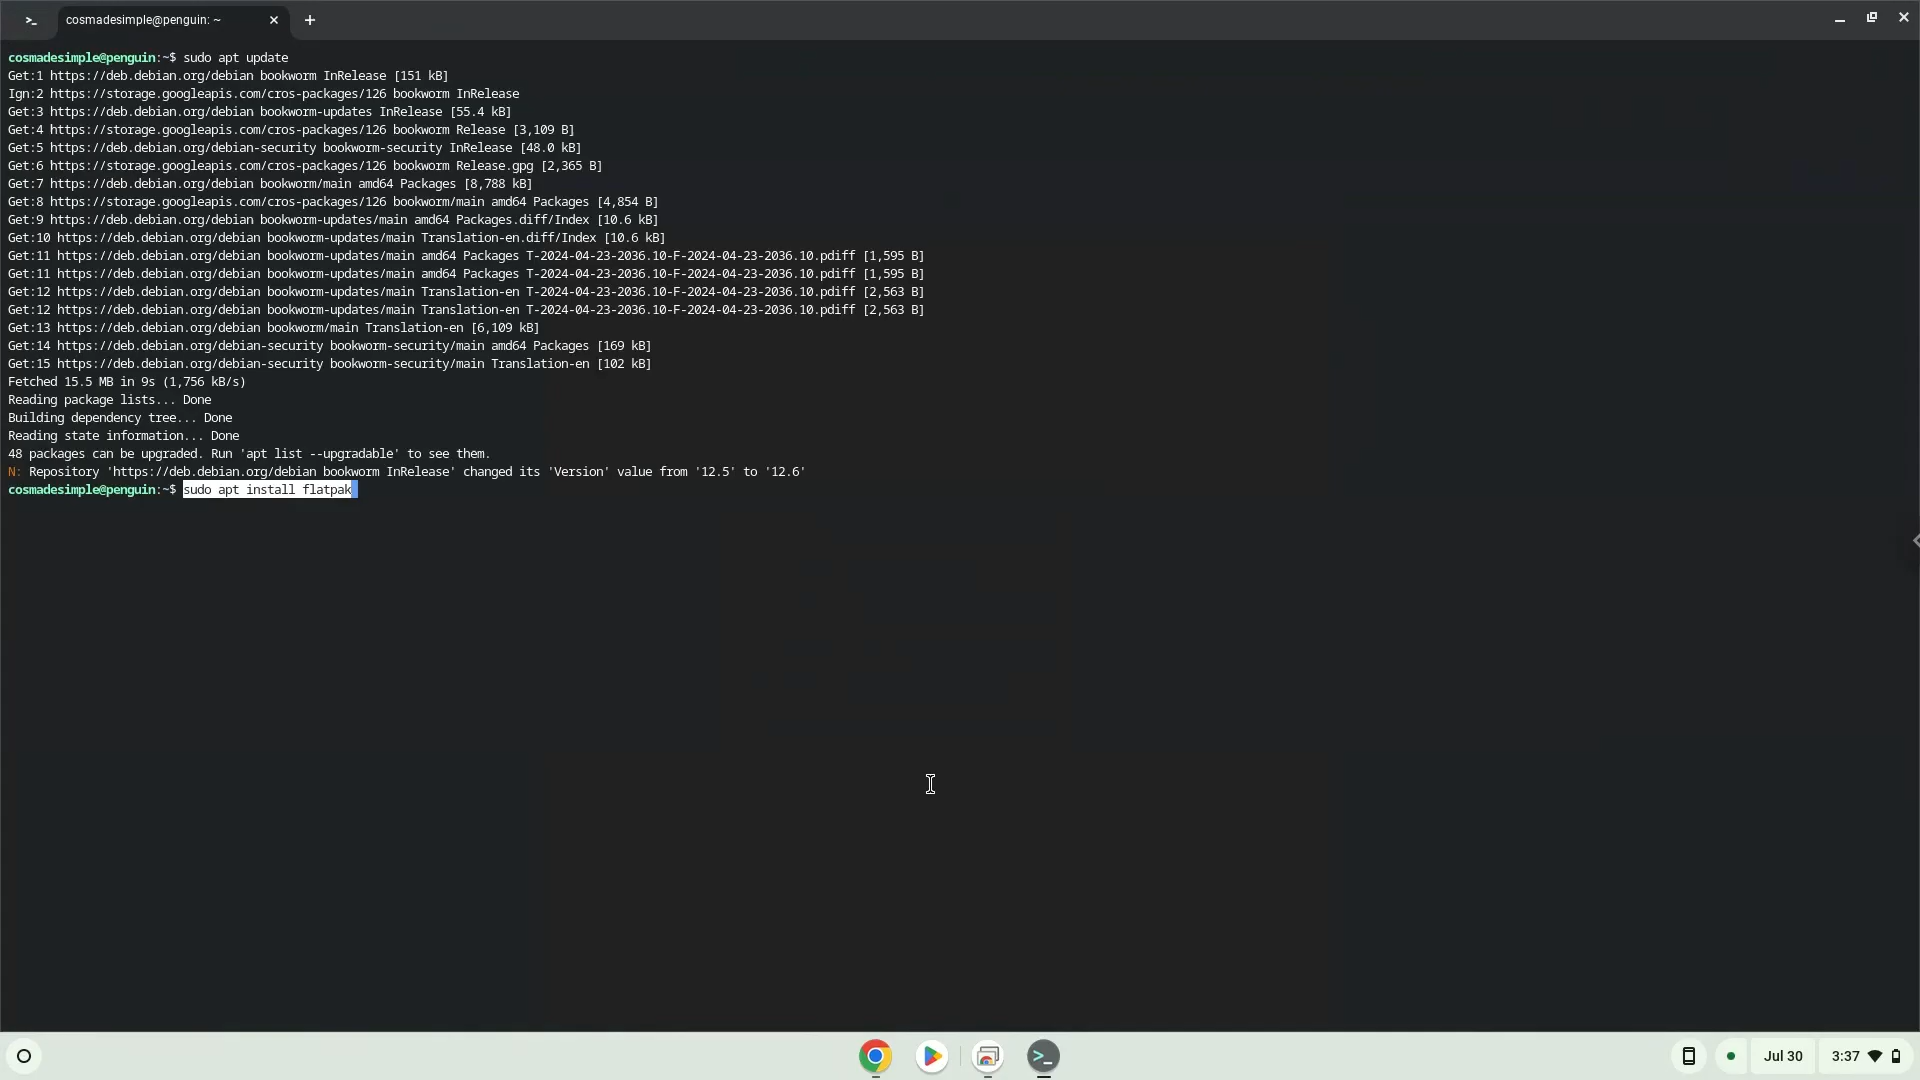 cosmadesimple@penguin: ~
cosmadesimple@penguin:~$ sudo apt update
Get:1 https://deb.debian.org/debian bookworm InRelease [151 kB]
Ign:2 https://storage.googleapis.com/cros-packages/126 bookworm InRelease
Get:3 https://deb.debian.org/debian bookworm-updates InRelease [55.4 kB]
Get:4 https://storage.googleapis.com/cros-packages/126 bookworm Release [3,109 B]
Get:5 https://deb.debian.org/debian-security bookworm-security InRelease [48.0 kB]
Get:6 https://storage.googleapis.com/cros-packages/126 bookworm Release.gpg [2,365 B]
Get:7 https://deb.debian.org/debian bookworm/main amd64 Packages [8,788 kB]
Get:8 https://storage.googleapis.com/cros-packages/126 bookworm/main amd64 Packages [4,854 B]
Get:9 https://deb.debian.org/debian bookworm-updates/main amd64 Packages.diff/Index [10.6 kB]
Get:10 https://deb.debian.org/debian bookworm-updates/main Translation-en.diff/Index [10.6 kB]
Get:11 https://deb.debian.org/debian bookworm-updates/main amd64 Packages T-2024-04-23-2036.10-F-2024-04-23-2036.10.pdiff [1,595 B]
Get:11 https://deb.debian.org/debian bookworm-updates/main amd64 Packages T-2024-04-23-2036.10-F-2024-04-23-2036.10.pdiff [1,595 B]
Get:12 https://deb.debian.org/debian bookworm-updates/main Translation-en T-2024-04-23-2036.10-F-2024-04-23-2036.10.pdiff [2,563 B]
Get:12 https://deb.debian.org/debian bookworm-updates/main Translation-en T-2024-04-23-2036.10-F-2024-04-23-2036.10.pdiff [2,563 B]
Get:13 https://deb.debian.org/debian bookworm/main Translation-en [6,109 kB]
Get:14 https://deb.debian.org/debian-security bookworm-security/main amd64 Packages [169 kB]
Get:15 https://deb.debian.org/debian-security bookworm-security/main Translation-en [102 kB]
Fetched 15.5 MB in 9s (1,756 kB/s)
Reading package lists... Done
Building dependency tree... Done
Reading state information... Done
48 packages can be upgraded. Run 'apt list --upgradable' to see them.
N: Repository 'https://deb.debian.org/debian bookworm InRelease' changed its 'Version' value from '12.5' to '12.6'
cosmadesimple@penguin:~$ sudo apt install flatpak
Jul 30
3:37